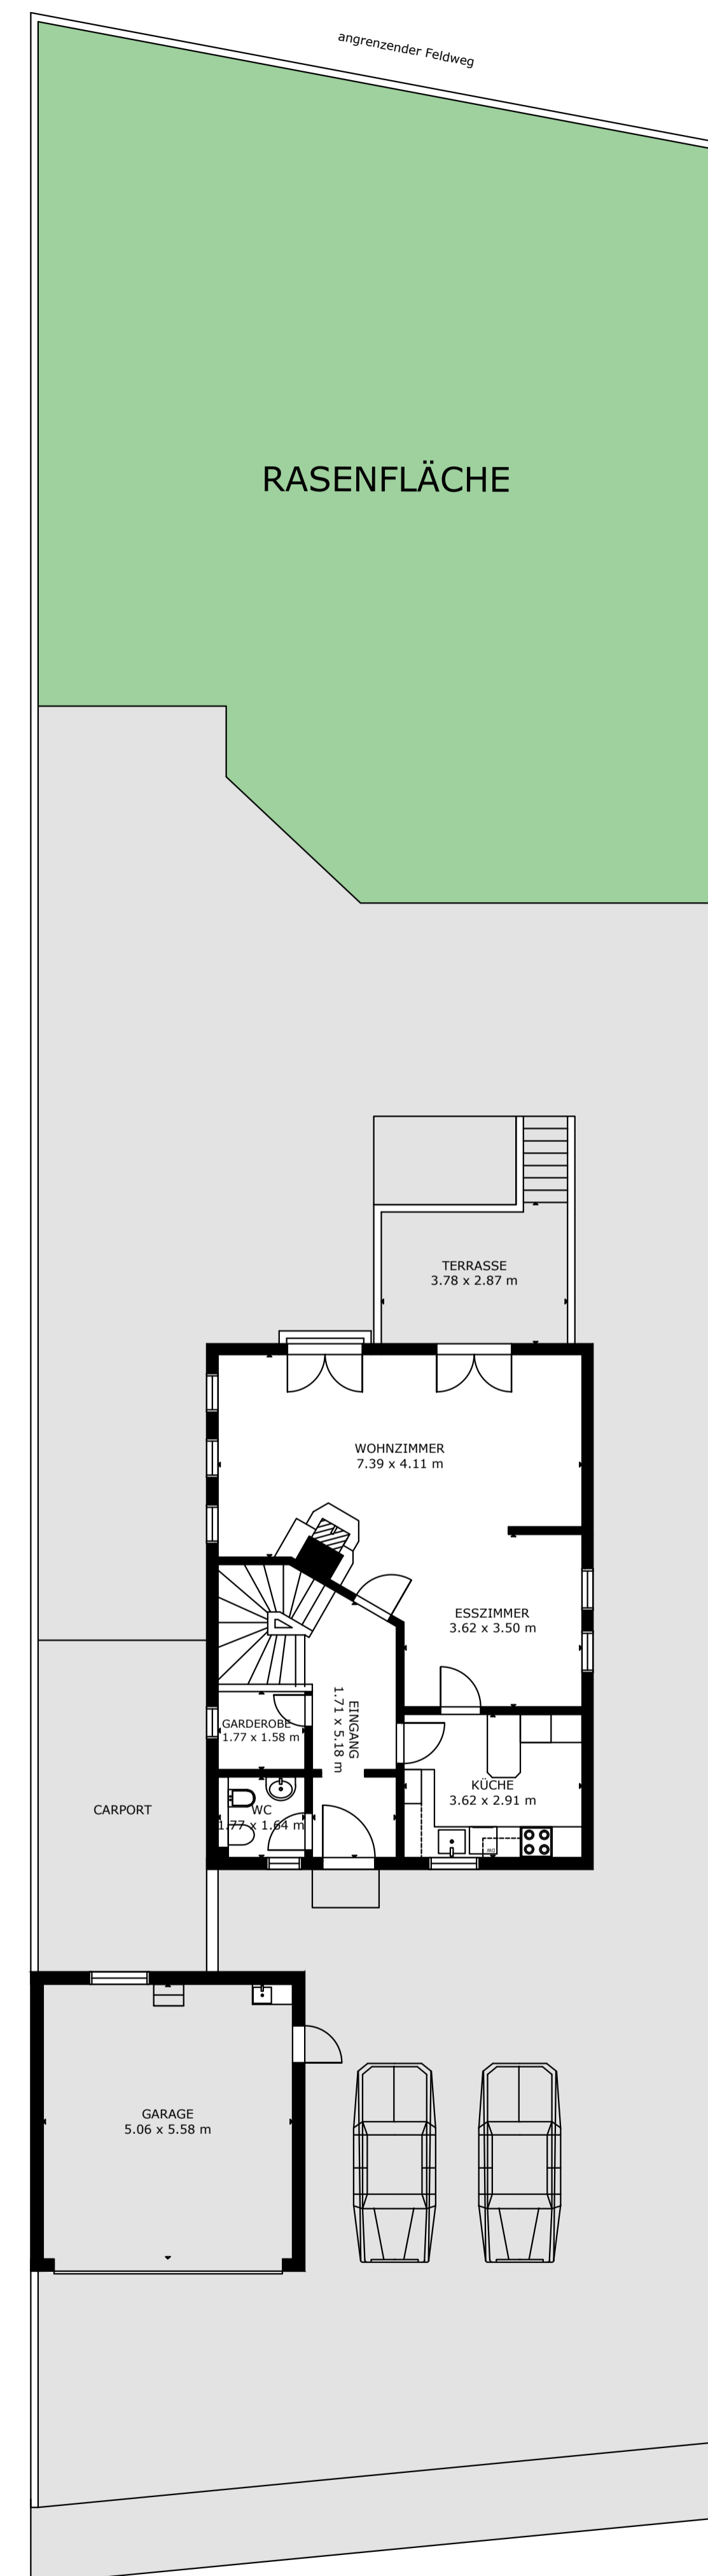 angrenzender Feldweg
RASENFLÄCHE
TERRASSE
3.78 x 2.87 m
WOHNZIMMER
7.39 x 4.11 m
ESSZIMMER
3.62 x 3.50 m
EINGANG
1.71 x 5.18 m
GARDEROBE
1.77 x 1.58 m
KÜCHE
3.62 x 2.91 m
CARPORT
WC
1.77 x 1.64 m
GARAGE
5.06 x 5.58 m